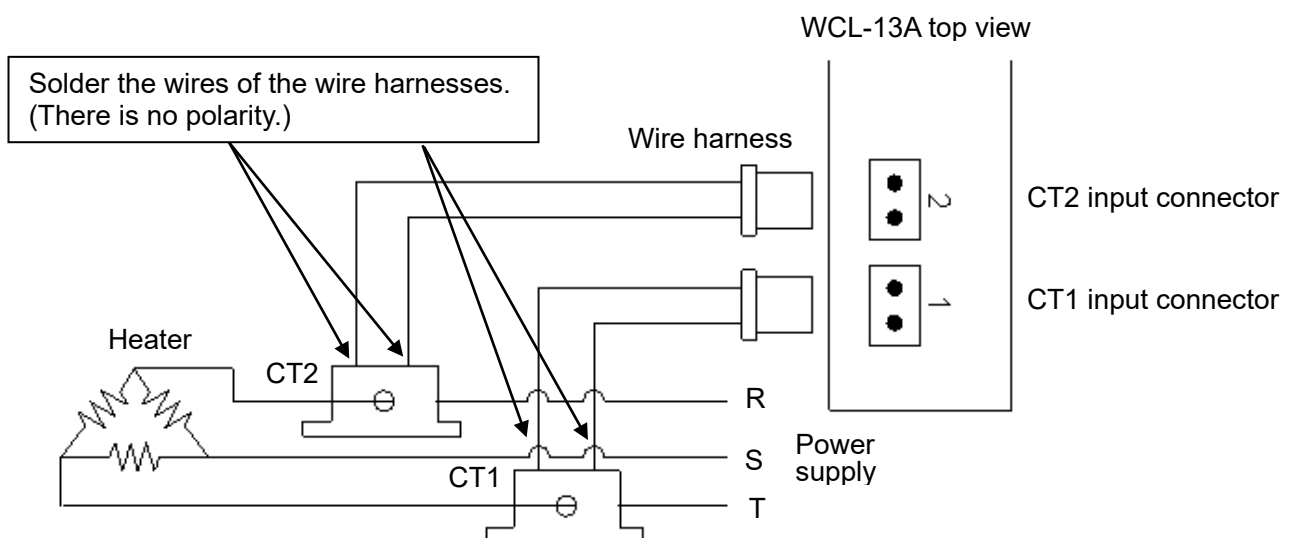 WCL-13A top view
Solder the wires of the wire harnesses.
(There is no polarity.)
Wire harness
2
CT2 input connector
1
CT1 input connector
Heater
CT2
R
S
Power
supply
CT1
T